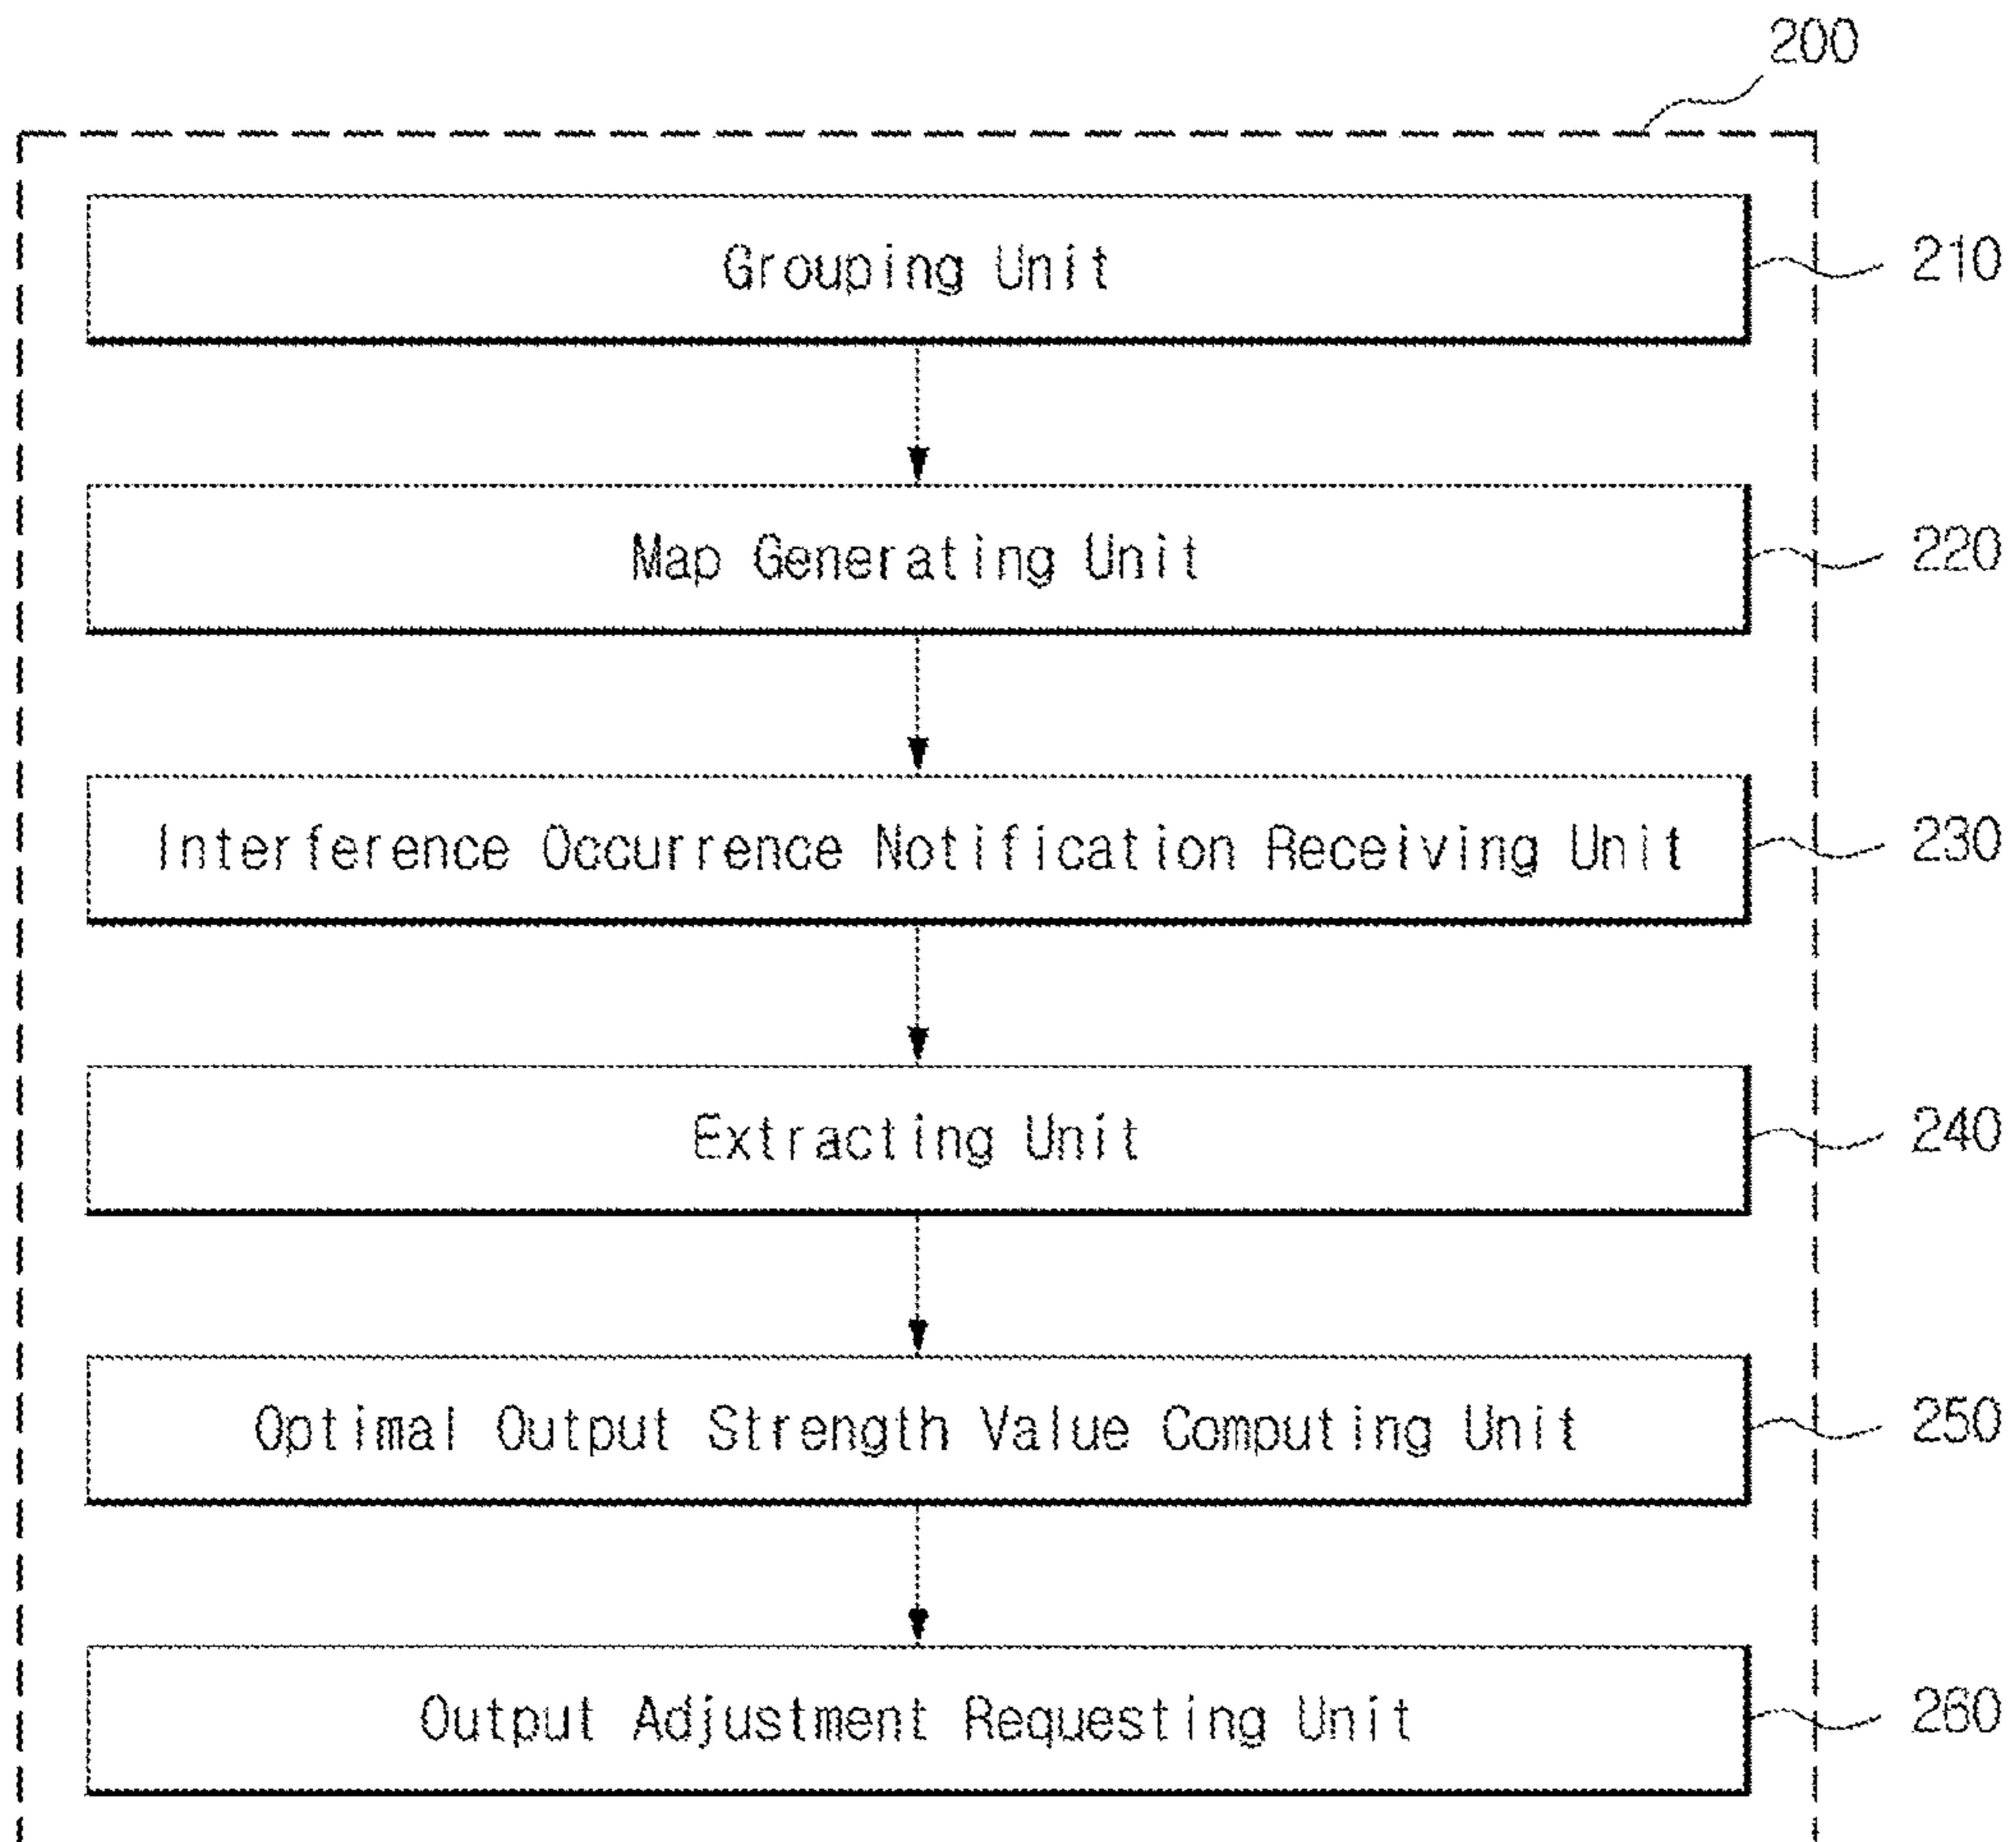 200
Grouping Unit
210
Map Generating Unit
220
Interference Occurrence Notification Receiving Unit
230
Extracting Unit
240
Optimal Output Strength Value Computing Unit
250
Output Adjustment Requesting Unit
260